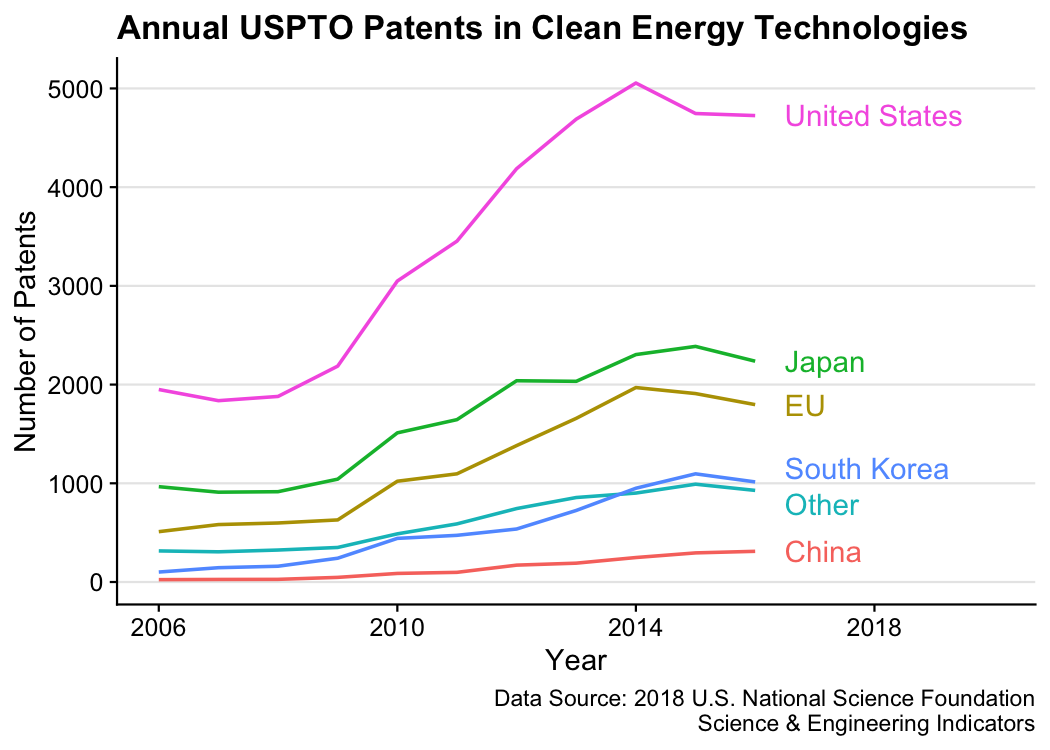 Annual USPTO Patents in Clean Energy Technologies
Number of Patents
5000
4000
3000
2000
1000
0
United States
Japan
EU
South Korea
Other
China
2006 2010 2014 2018
Year
Data Source: 2018 U.S. National Science Foundation
Science & Engineering Indicators